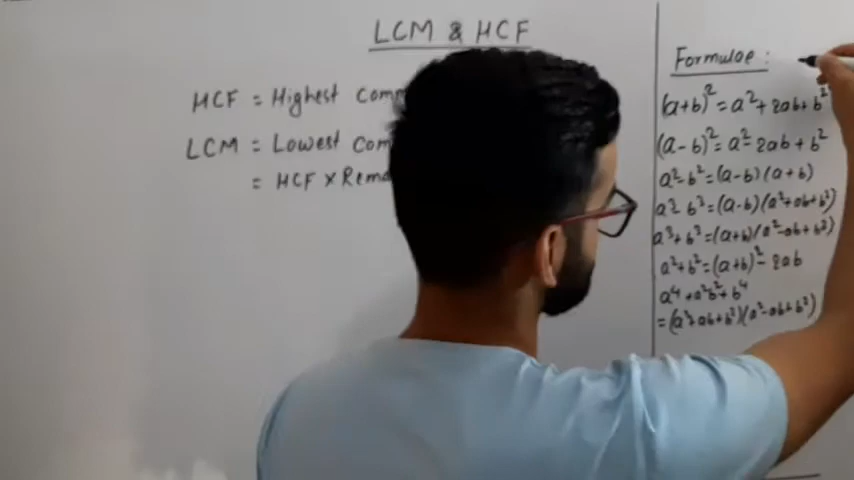 LCM & HCF
HCF = Highest Com
LCM = Lowest Com
= HCF x Rema
Formulae :
(a+b)² = a² + 2ab + b²
(a-b)² = a² - 2ab + b²
a² - b² = (a-b) (a+b)
a³ - b³ = (a-b) (a² + ab + b²)
a³ + b³ = (a+b) (a² - ab + b²)
a² + b² = (a+b)² - 2ab
a⁴ + a²b² + b⁴
= (a² + ab + b²) (a² - ab + b²)